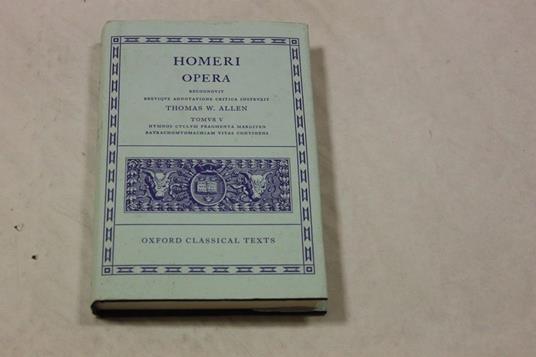 HOMERI
OPERA
RECOGNOVIT
BREVIQVE ADNOTATIONE CRITICA INSTRVXIT
THOMAS W. ALLEN
TOMVS V
HYMNOS CYCLVM FRAGMENTA MARGITEN
BATRACHOMYOMACHIAM VITAS CONTINENS
OXFORD CLASSICAL TEXTS